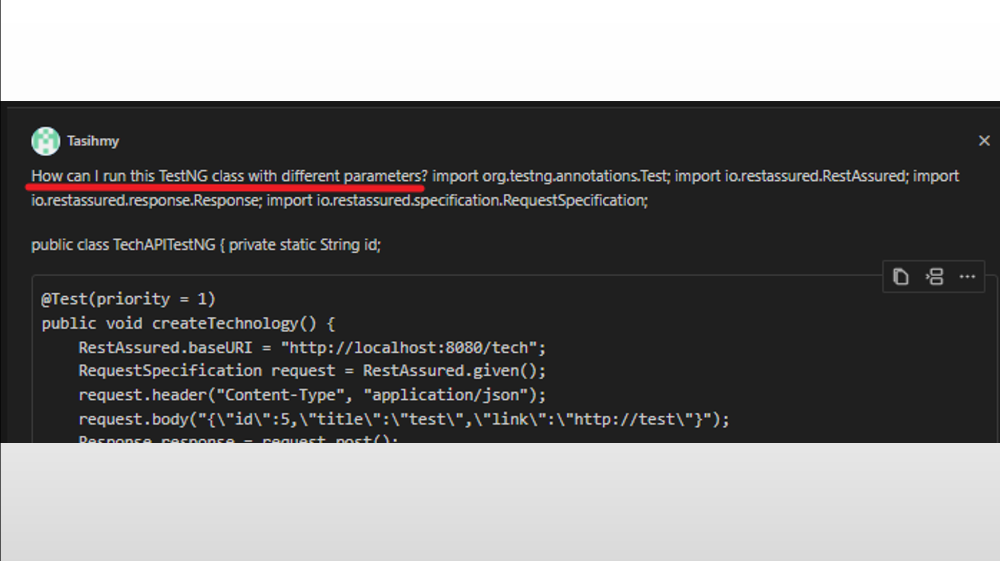 Tasihmy
How can I run this TestNG class with different parameters? import org.testng.annotations.Test; import io.restassured.RestAssured; import
io.restassured.response.Response; import io.restassured.specification.RequestSpecification;
public class TechAPITestNG { private static String id;
@Test(priority = 1)
public void createTechnology() {
RestAssured.baseURI = "http://localhost:8080/tech";
RequestSpecification request = RestAssured.given();
request.header("Content-Type", "application/json");
request.body("{\"id\":5,\"title\":\"test\",\"link\":\"http://test\"}");
Response response = request.post();